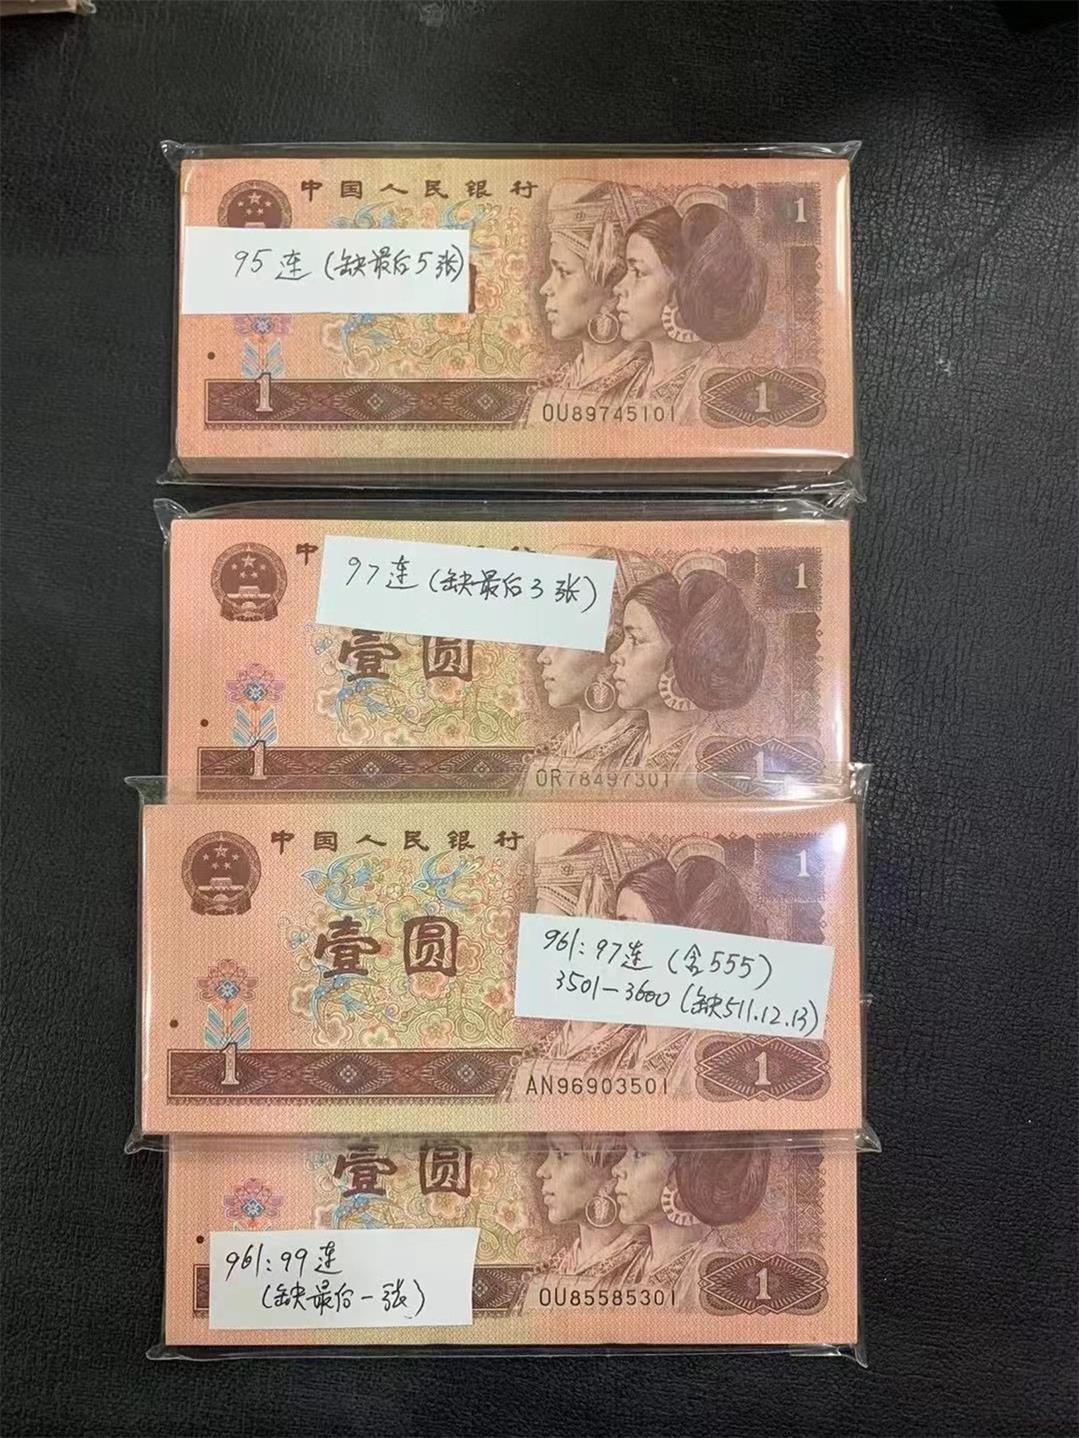 中国人民银行
1
95连(缺最后5张)
1
OU89745101
1
中
1
97连(缺最后3张)
壹圆
1
OR78497301
1
中国人民银行
1
961:97连(含555)
3501-3600(缺511.12.13)
壹圆
1
AN96903501
1
壹圆
961:99连
(缺最后一张)
OU85585301
1